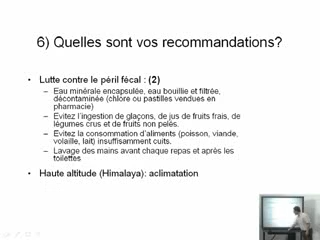 6) Quelles sont vos recommandations?
• Lutte contre le péril fécal : (2)
– Eau minérale encapsulée, eau bouillie et filtrée,
décontaminée (chlore ou pastilles vendues en
pharmacie)
– Evitez l'ingestion de glaçons, de jus de fruits frais, de
légumes crus et de fruits non pelés.
– Evitez la consommation d'aliments (poisson, viande,
volaille, lait) insuffisamment cuits.
– Lavage des mains avant chaque repas et après les
toilettes
• Haute altitude (Himalaya): aclimatation